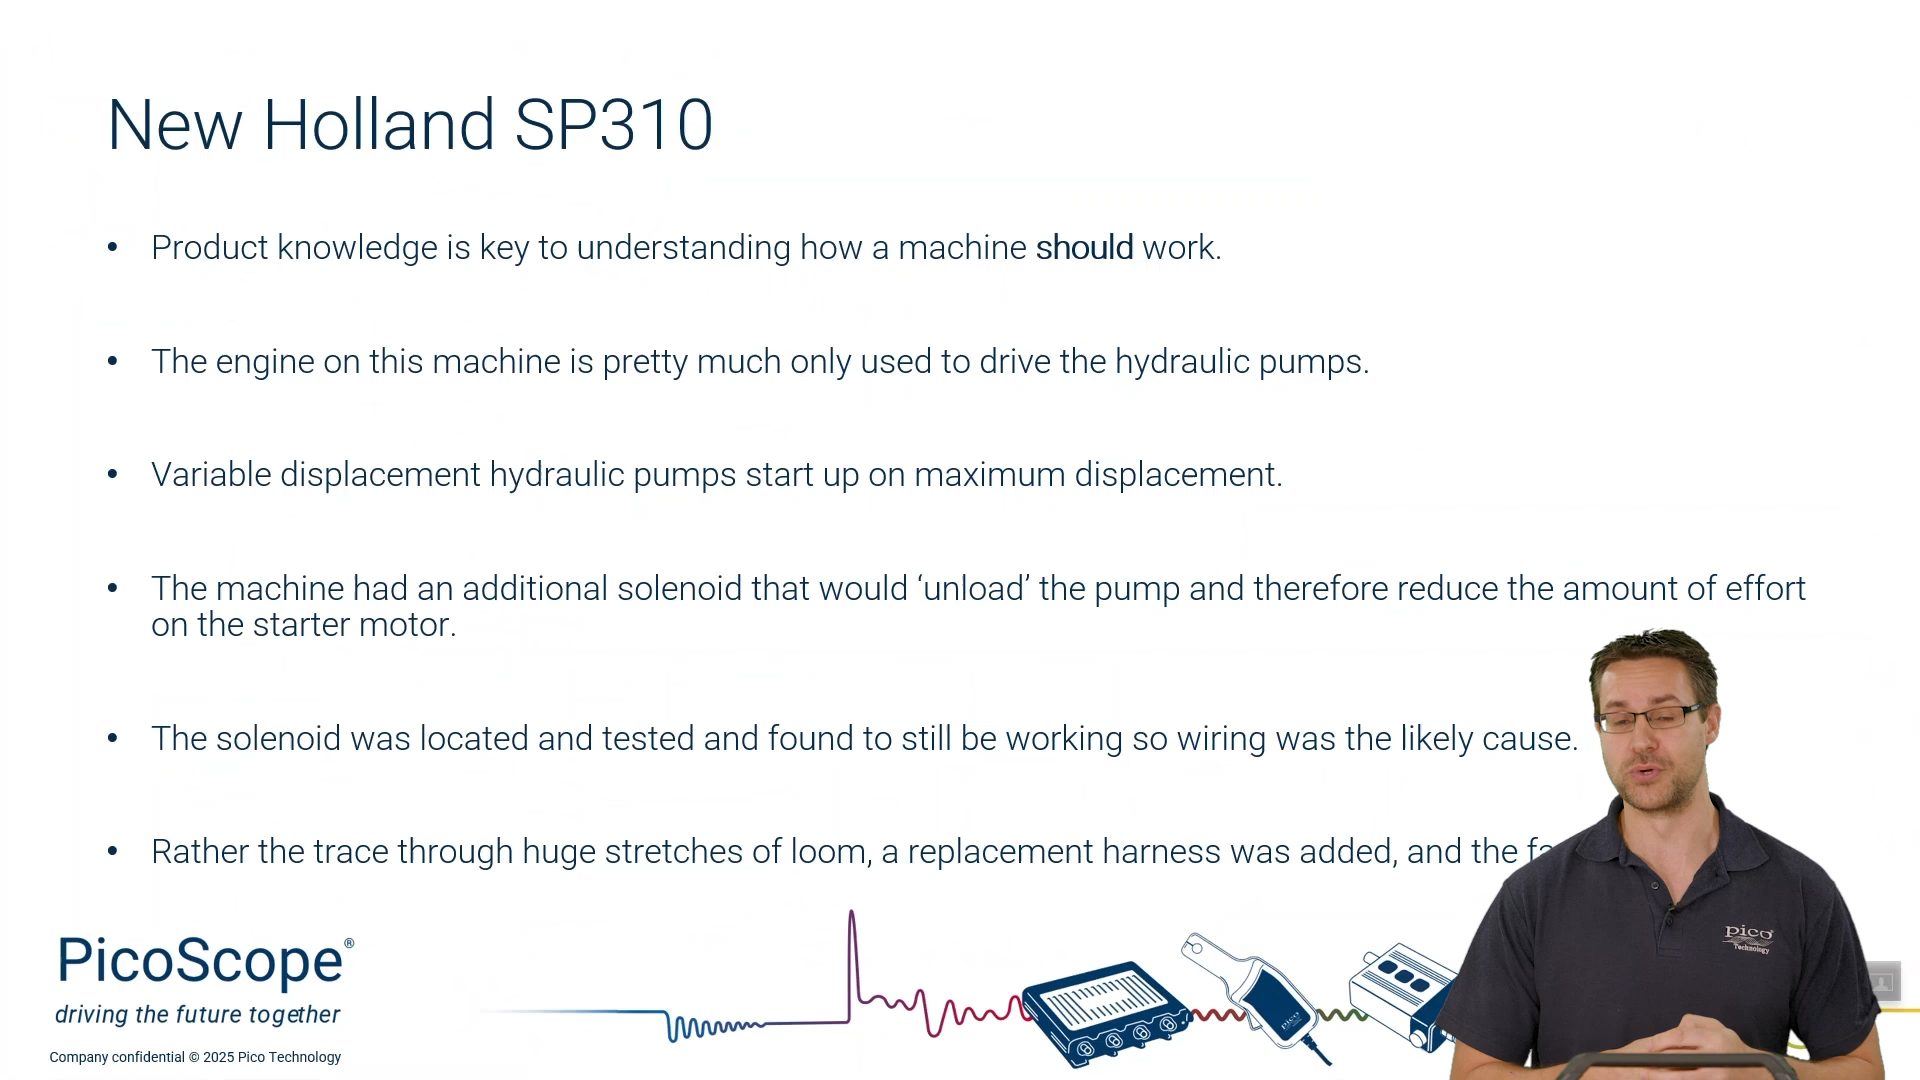 New Holland SP310
• Product knowledge is key to understanding how a machine should work.
• The engine on this machine is pretty much only used to drive the hydraulic pumps.
• Variable displacement hydraulic pumps start up on maximum displacement.
• The machine had an additional solenoid that would ‘unload’ the pump and therefore reduce the amount of effort
on the starter motor.
• The solenoid was located and tested and found to still be working so wiring was the likely cause.
• Rather the trace through huge stretches of loom, a replacement harness was added, and the
PicoScope®
driving the future together
Company confidential © 2025 Pico Technology
pico
Technology
pico